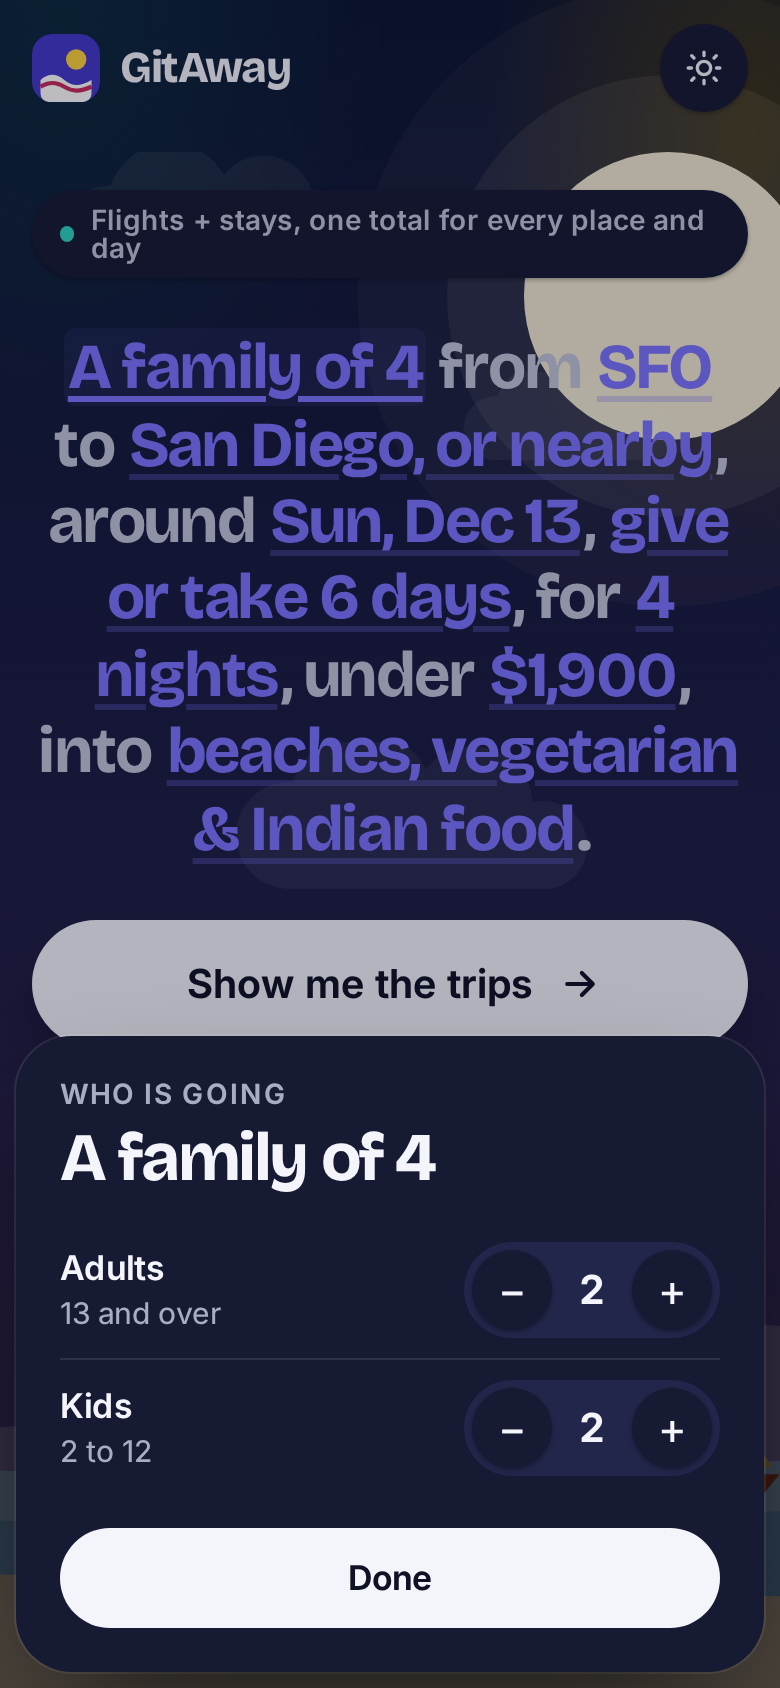 GitAway
Flights + stays, one total for every place and
day
A family of 4 from SFO
to San Diego, or nearby,
around Sun, Dec 13, give
or take 6 days, for 4
nights, under $1,900,
into beaches, vegetarian
& Indian food.
Show me the trips →
WHO IS GOING
A family of 4
Adults
13 and over
− 2 +
Kids
2 to 12
− 2 +
Done